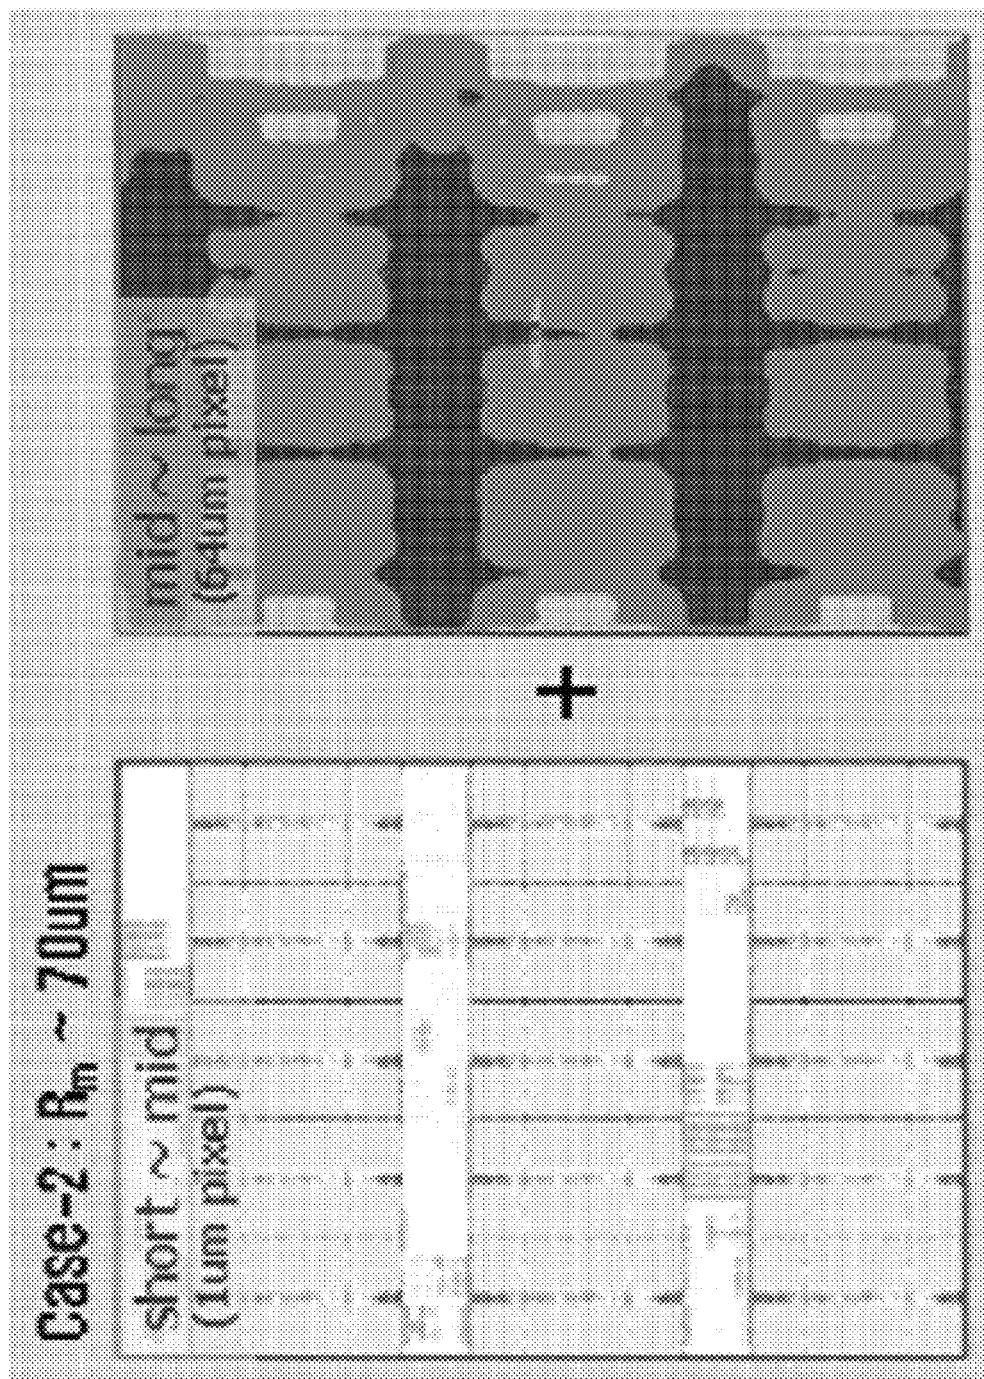 Case-2 : Rm ~ 70um
short ~ mid
(1um pixel)
+
mid ~ long
(64um pixel)